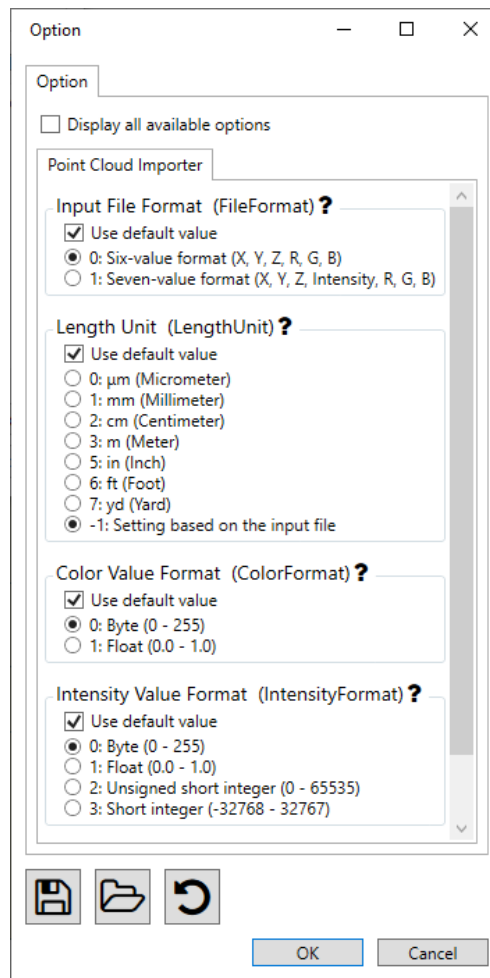 Option
Option
Display all available options
Point Cloud Importer
Input File Format (FileFormat) ?
Use default value
0: Six-value format (X, Y, Z, R, G, B)
1: Seven-value format (X, Y, Z, Intensity, R, G, B)
Length Unit (LengthUnit) ?
Use default value
0: µm (Micrometer)
1: mm (Millimeter)
2: cm (Centimeter)
3: m (Meter)
5: in (Inch)
6: ft (Foot)
7: yd (Yard)
-1: Setting based on the input file
Color Value Format (ColorFormat) ?
Use default value
0: Byte (0 - 255)
1: Float (0.0 - 1.0)
Intensity Value Format (IntensityFormat) ?
Use default value
0: Byte (0 - 255)
1: Float (0.0 - 1.0)
2: Unsigned short integer (0 - 65535)
3: Short integer (-32768 - 32767)
OK Cancel